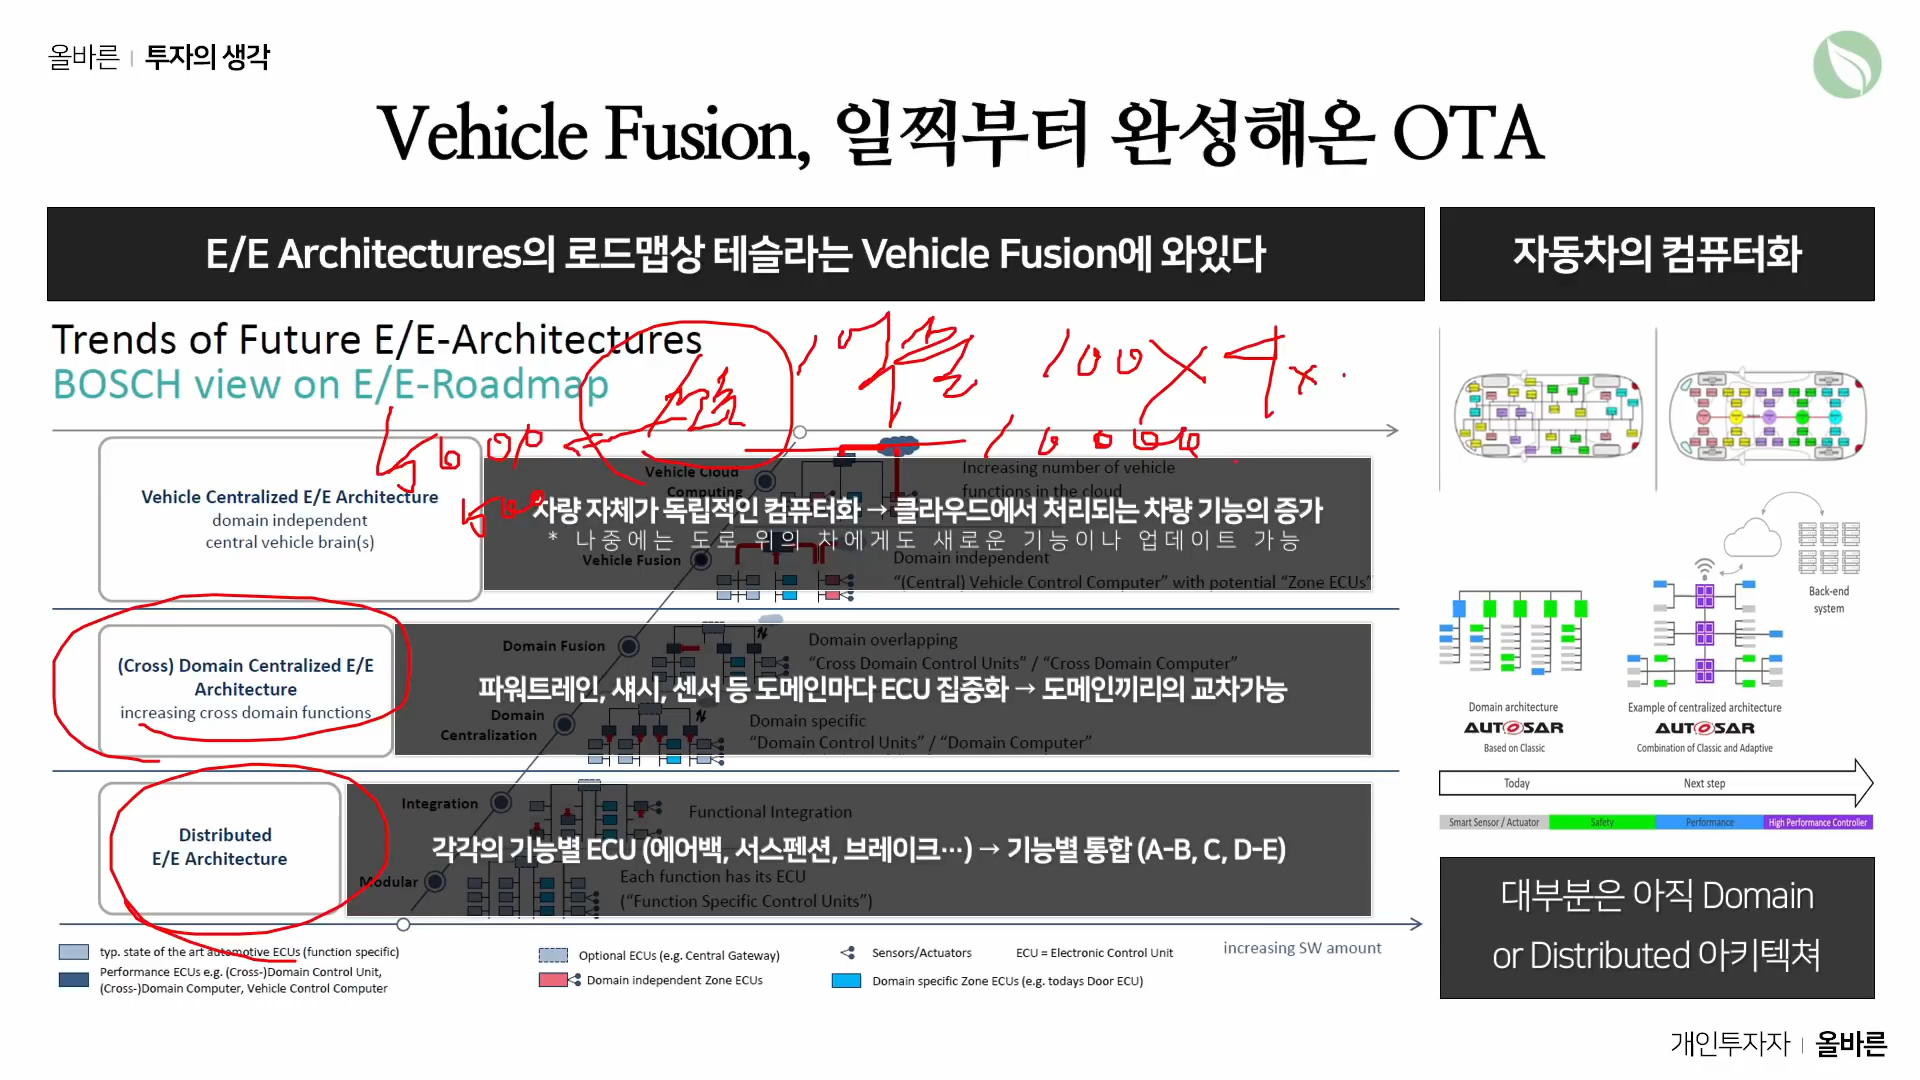 올바른 | 투자의 생각
Vehicle Fusion, 일찍부터 완성해온 OTA
E/E Architectures의 로드맵상 테슬라는 Vehicle Fusion에 와있다
자동차의 컴퓨터화
Trends of Future E/E-Architectures
BOSCH view on E/E-Roadmap
100X
10000
500
Vehicle Centralized E/E Architecture
domain independent
central vehicle brain(s)
Vehicle Cloud
Computing
Increasing number of vehicle
functions in the cloud
차량 자체가 독립적인 컴퓨터화 → 클라우드에서 처리되는 차량 기능의 증가
* 나중에는 도로 위의 차에게도 새로운 기능이나 업데이트 가능
Vehicle Fusion
Domain independent
“(Central) Vehicle Control Computer” with potential “Zone ECUs”
(Cross) Domain Centralized E/E
Architecture
increasing cross domain functions
Domain Fusion
Domain overlapping
“Cross Domain Control Units” / “Cross Domain Computer”
파워트레인, 섀시, 센서 등 도메인마다 ECU 집중화 → 도메인끼리의 교차가능
Domain
Centralization
Domain specific
“Domain Control Units” / “Domain Computer”
Distributed
E/E Architecture
Integration
Functional Integration
각각의 기능별 ECU (에어백, 서스펜션, 브레이크…) → 기능별 통합 (A-B, C, D-E)
Modular
Each function has its ECU
(“Function Specific Control Units”)
increasing SW amount
typ. state of the art automotive ECUs (function specific)
Performance ECUs e.g. (Cross-)Domain Control Unit,
(Cross-)Domain Computer, Vehicle Control Computer
Optional ECUs (e.g. Central Gateway)
Domain independent Zone ECUs
Sensors/Actuators
ECU = Electronic Control Unit
Domain specific Zone ECUs (e.g. todays Door ECU)
Back-end
system
Domain architecture
AUTOSAR
Based on Classic
Example of centralized architecture
AUTOSAR
Combination of Classic and Adaptive
Today
Next step
Smart Sensor / Actuator
Safety
Performance
High Performance Controller
대부분은 아직 Domain
or Distributed 아키텍쳐
개인투자자 | 올바른